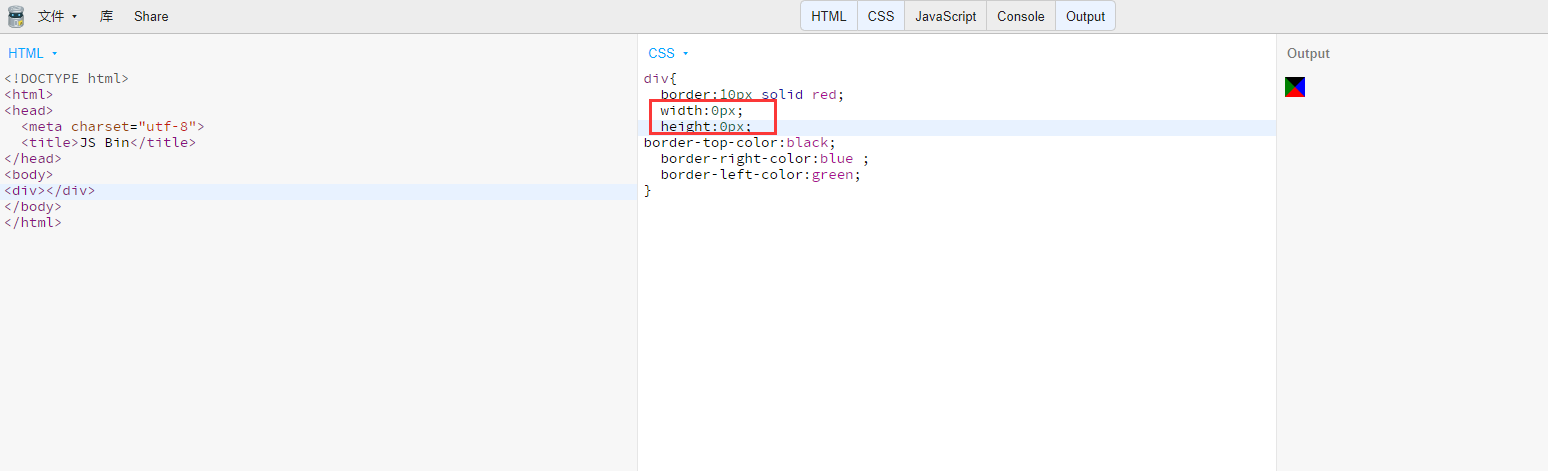 文件 库 Share HTML CSS JavaScript Console Output
HTML
<!DOCTYPE html>
<html>
<head>
  <meta charset="utf-8">
  <title>JS Bin</title>
</head>
<body>
<div></div>
</body>
</html>
CSS
div{
  border:10px solid red;
  width:0px;
  height:0px;
border-top-color:black;
  border-right-color:blue ;
  border-left-color:green;
}
Output